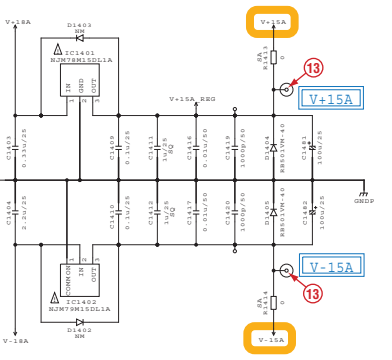 V+18A
D1403
NM
IC1401
NJM78M15DL1A
IN
GND
OUT
1
2
3
V+15A
SA
R1413
0
13
V+15A
V+15A_REG
C1403
0.33u/25
C1409
0.1u/25
C1411
1u/25
SQ
C1416
0.01u/50
C1419
1000p/50
D1404
RB501VM-40
C1481
100u/25
GNDP
C1404
2.2u/25
C1410
0.1u/25
C1412
1u/25
SQ
C1417
0.01u/50
C1420
1000p/50
D1405
RB501VM-40
C1482
100u/25
COMMON
IN
OUT
1
2
3
IC1402
NJM79M15DL1A
D1402
NM
V-18A
V-15A
13
SA
R1414
0
V-15A